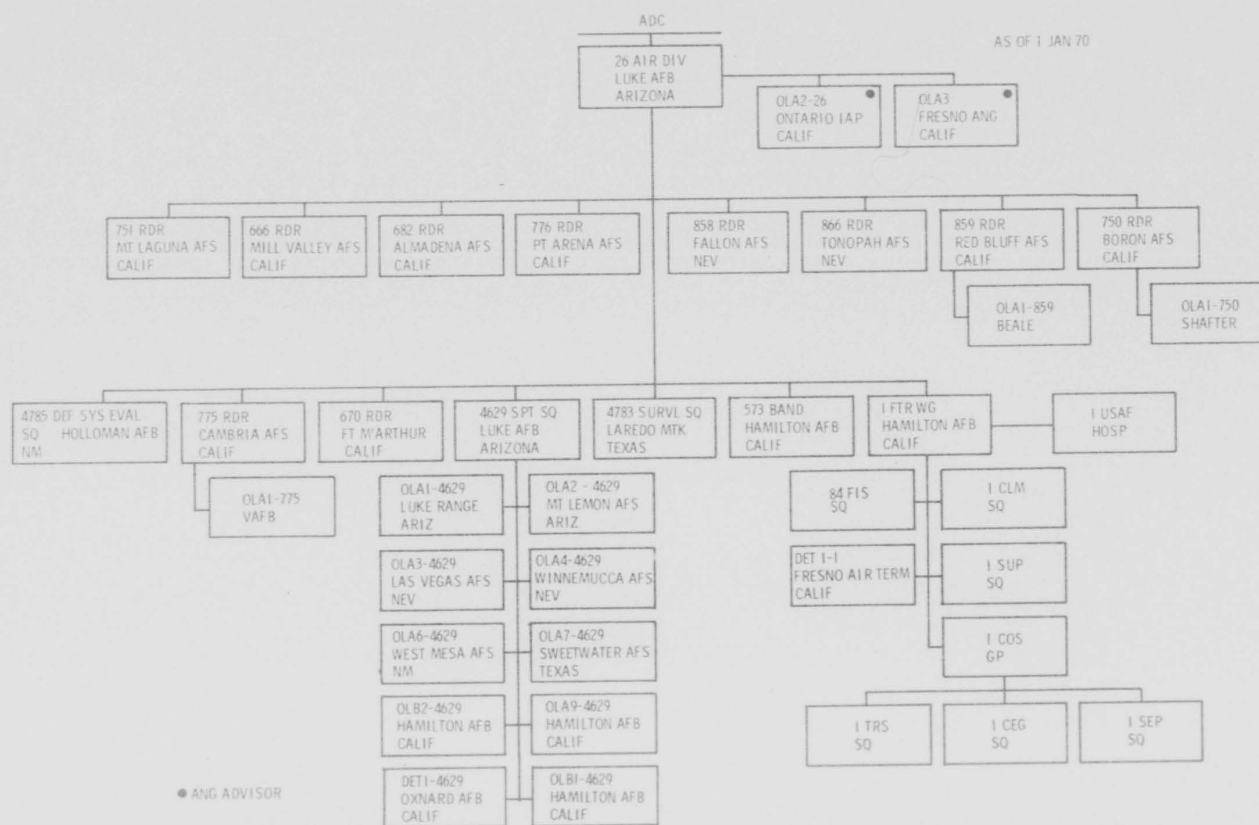 ADC
AS OF 1 JAN 70
26 AIR DIV
LUKE AFB
ARIZONA
OLA2-26
ONTARIO IAP
CALIF
OLA3
FRESNO ANG
CALIF
751 RDR
MT LAGUNA AFS
CALIF
666 RDR
MILL VALLEY AFS
CALIF
682 RDR
ALMADENA AFS
CALIF
776 RDR
PT ARENA AFS
CALIF
858 RDR
FALLON AFS
NEV
866 RDR
TONOPAH AFS
NEV
859 RDR
RED BLUFF AFS
CALIF
750 RDR
BORON AFS
CALIF
OLA1-859
BEALE
OLA1-750
SHAFTER
4785 DEF SYS EVAL
SQ HOLLOMAN AFB
NM
775 RDR
CAMBRIA AFS
CALIF
670 RDR
FT M'ARTHUR
CALIF
4629 SPT SQ
LUKE AFB
ARIZONA
4783 SURVL SQ
LAREDO MTK
TEXAS
573 BAND
HAMILTON AFB
CALIF
1 FTR WG
HAMILTON AFB
CALIF
1 USAF
HOSP
OLA1-775
VAFB
OLA1-4629
LUKE RANGE
ARIZ
OLA2 - 4629
MT LEMON AFS
ARIZ
OLA3-4629
LAS VEGAS AFS
NEV
OLA4-4629
WINNEMUCCA AFS
NEV
OLA6-4629
WEST MESA AFS
NM
OLA7-4629
SWEETWATER AFS
TEXAS
OLB2-4629
HAMILTON AFB
CALIF
OLA9-4629
HAMILTON AFB
CALIF
DET1-4629
OXNARD AFB
CALIF
OLB1-4629
HAMILTON AFB
CALIF
84 FIS
SQ
1 CLM
SQ
DET 1-1
FRESNO AIR TERM
CALIF
1 SUP
SQ
1 COS
GP
1 TRS
SQ
1 CEG
SQ
1 SEP
SQ
● ANG ADVISOR